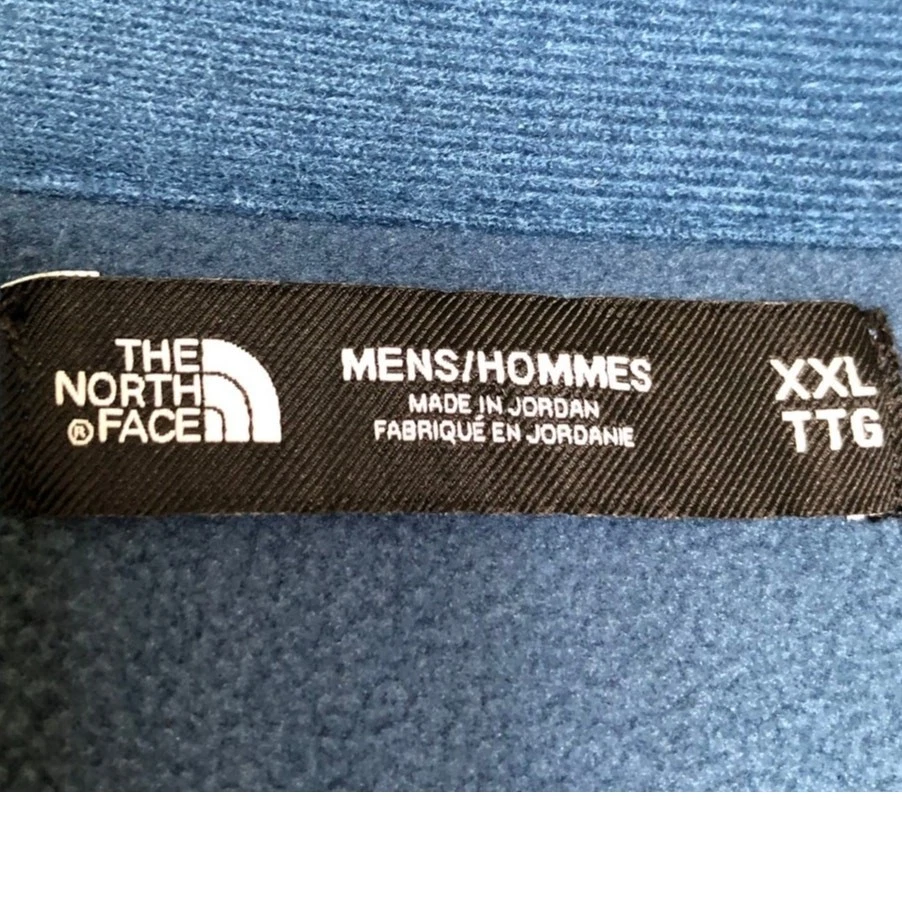 THE
NORTH
® FACE
MENS/HOMMES
MADE IN JORDAN
FABRIQUÉ EN JORDANIE
XXL
TTG